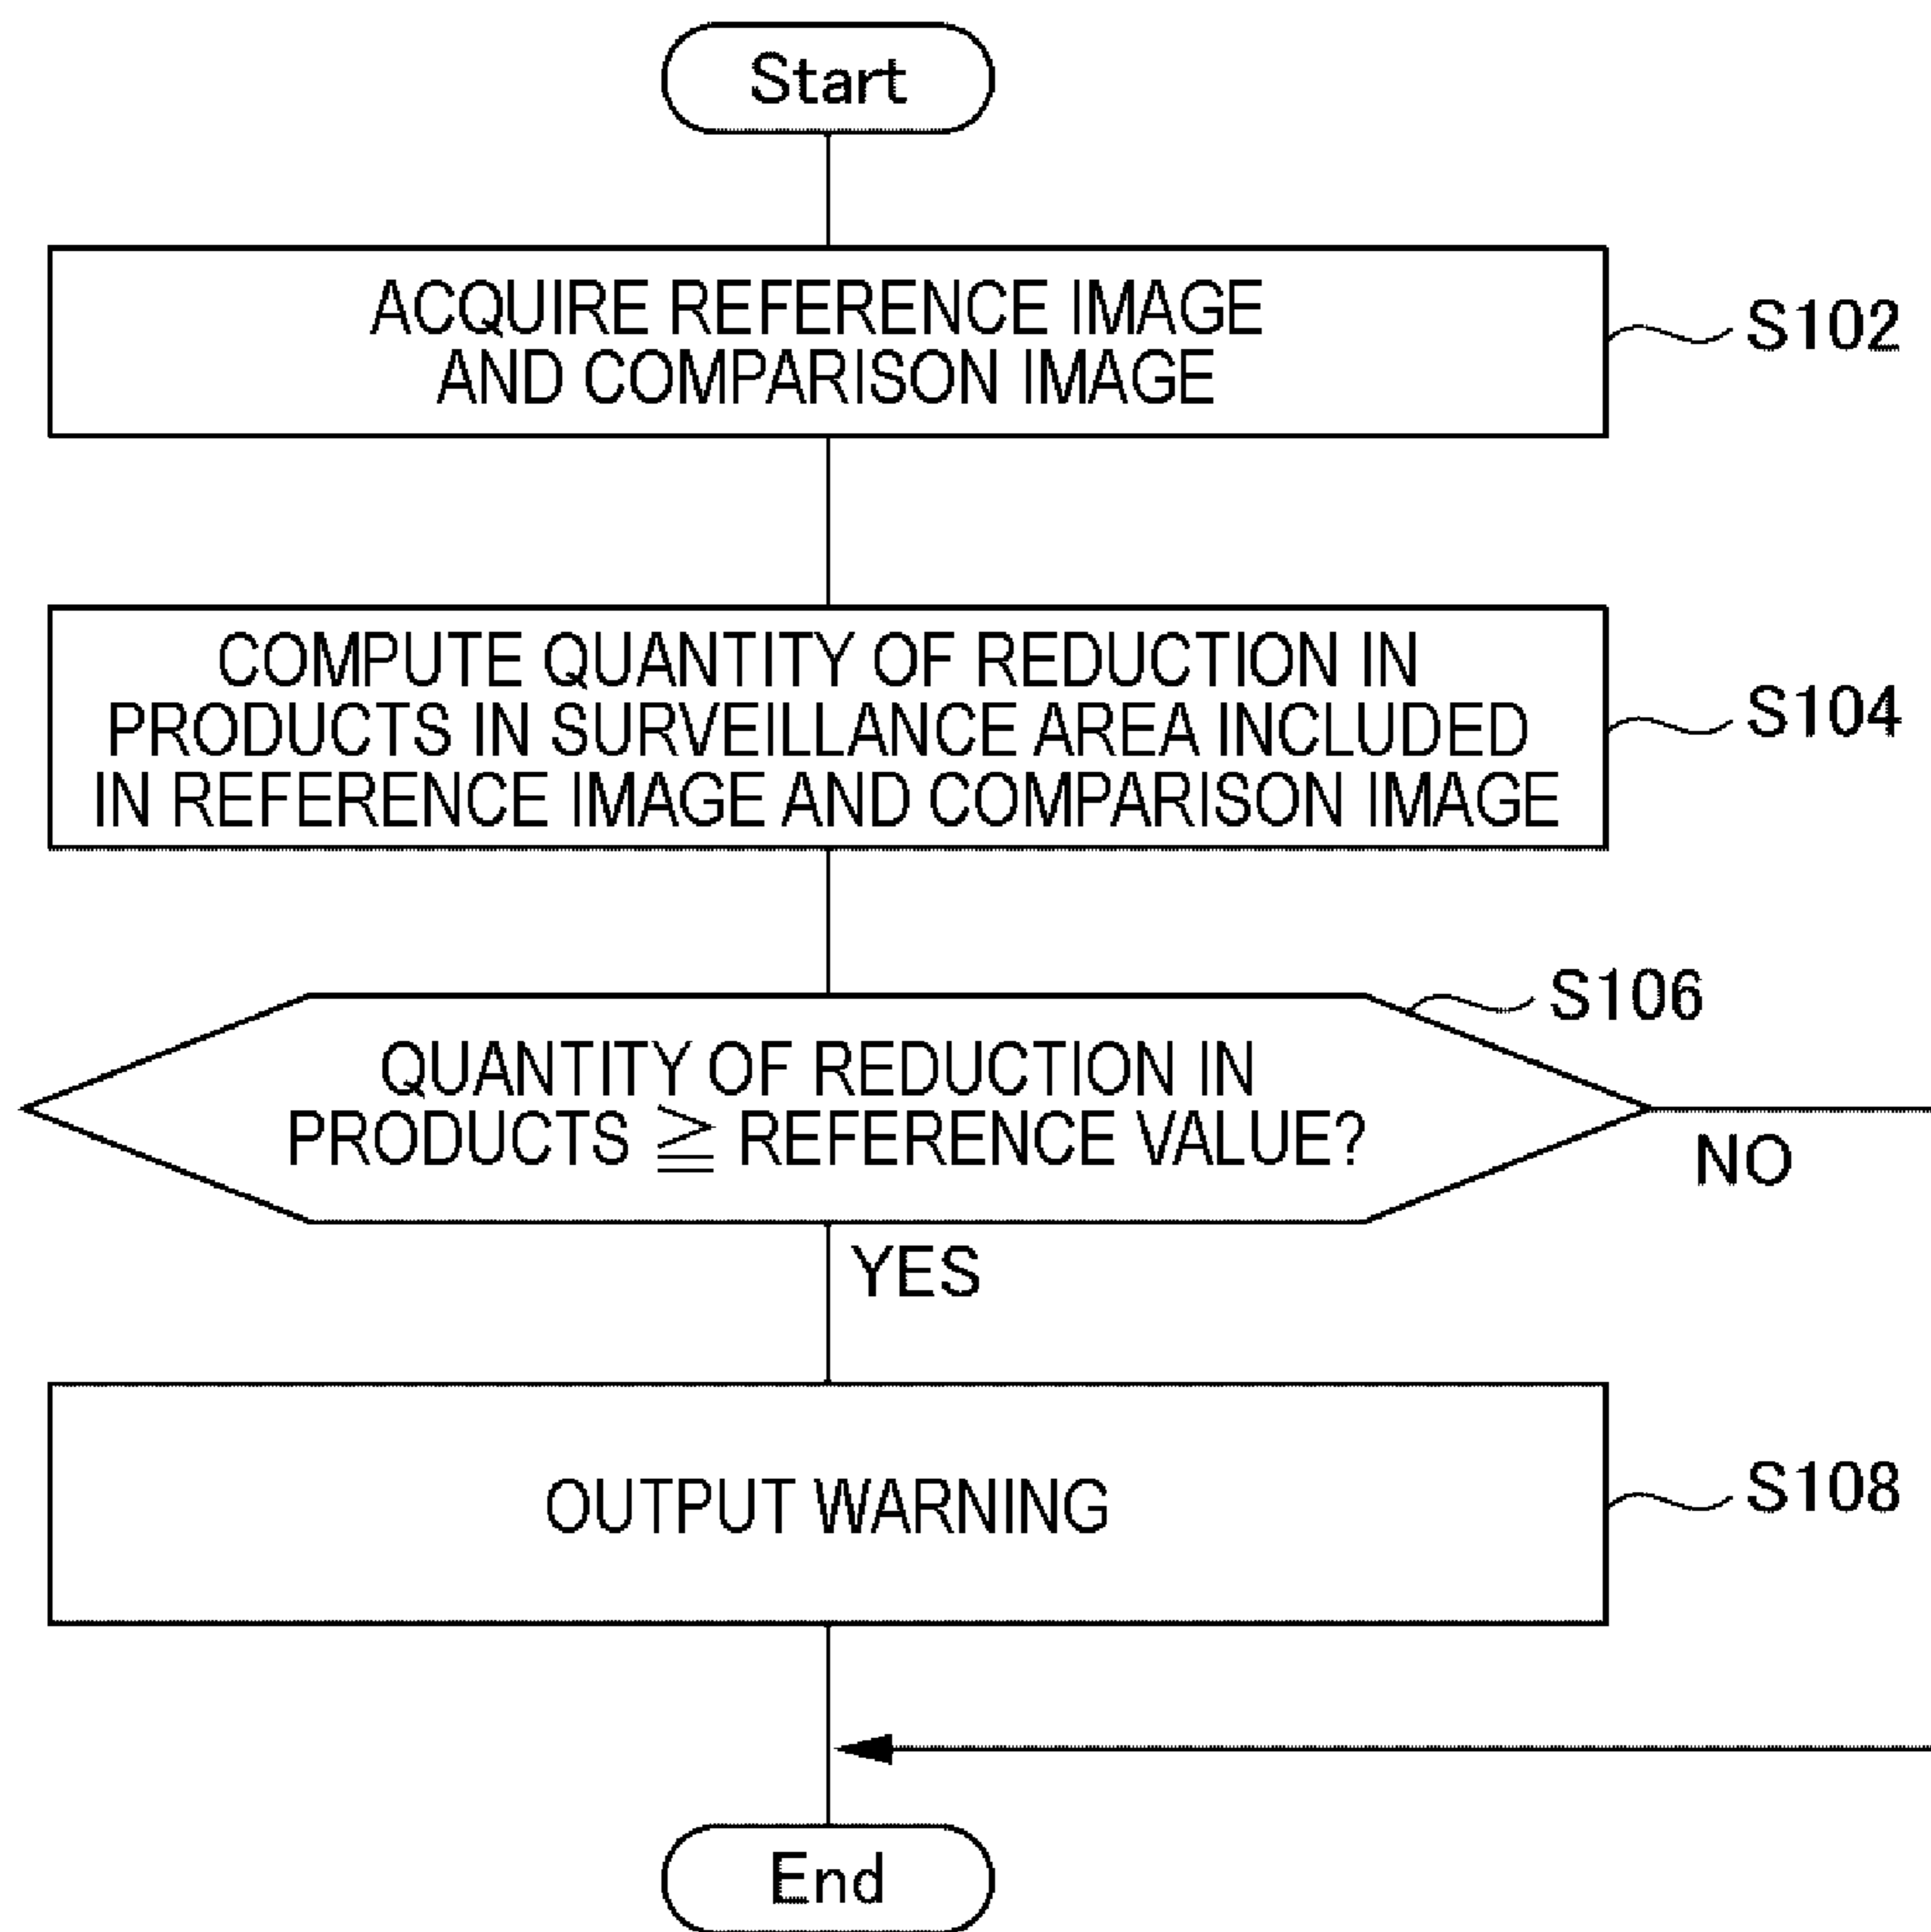 Start
ACQUIRE REFERENCE IMAGE
AND COMPARISON IMAGE
S102
COMPUTE QUANTITY OF REDUCTION IN
PRODUCTS IN SURVEILLANCE AREA INCLUDED
IN REFERENCE IMAGE AND COMPARISON IMAGE
S104
S106
QUANTITY OF REDUCTION IN
PRODUCTS ≧ REFERENCE VALUE?
NO
YES
OUTPUT WARNING
S108
End